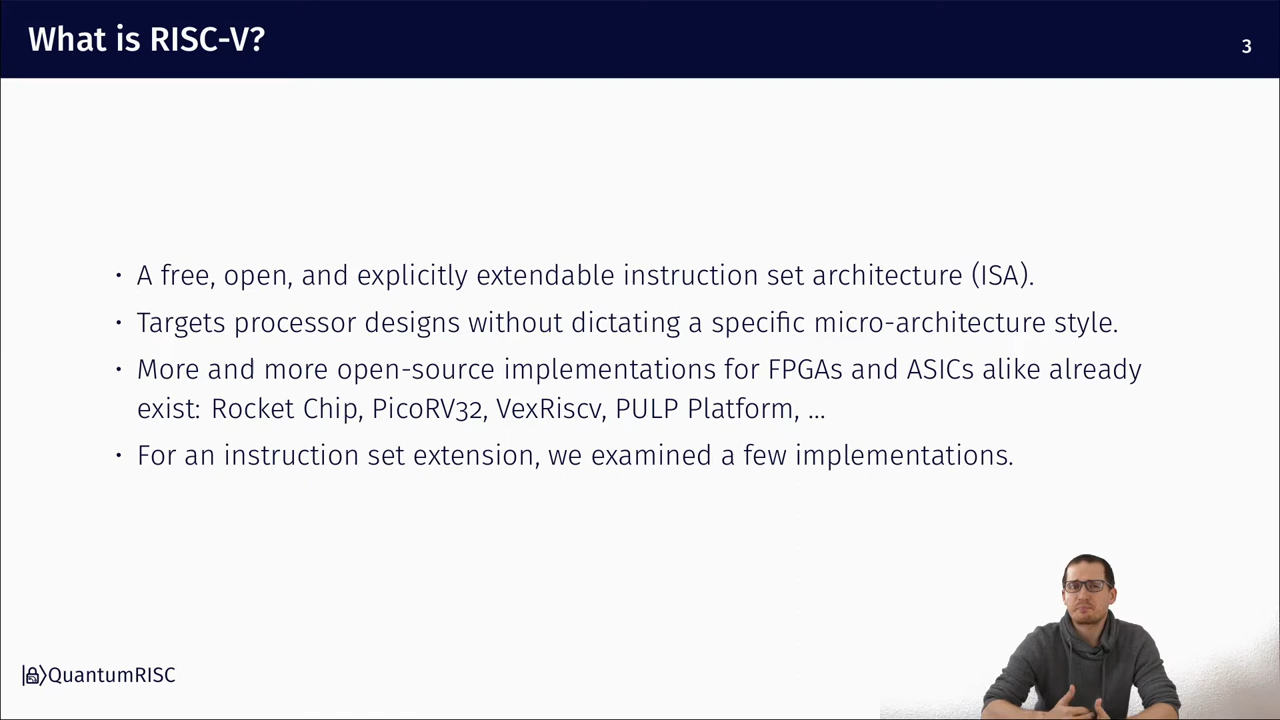 What is RISC-V?
3
• A free, open, and explicitly extendable instruction set architecture (ISA).
• Targets processor designs without dictating a specific micro-architecture style.
• More and more open-source implementations for FPGAs and ASICs alike already
exist: Rocket Chip, PicoRV32, VexRiscv, PULP Platform, ...
• For an instruction set extension, we examined a few implementations.
QuantumRISC